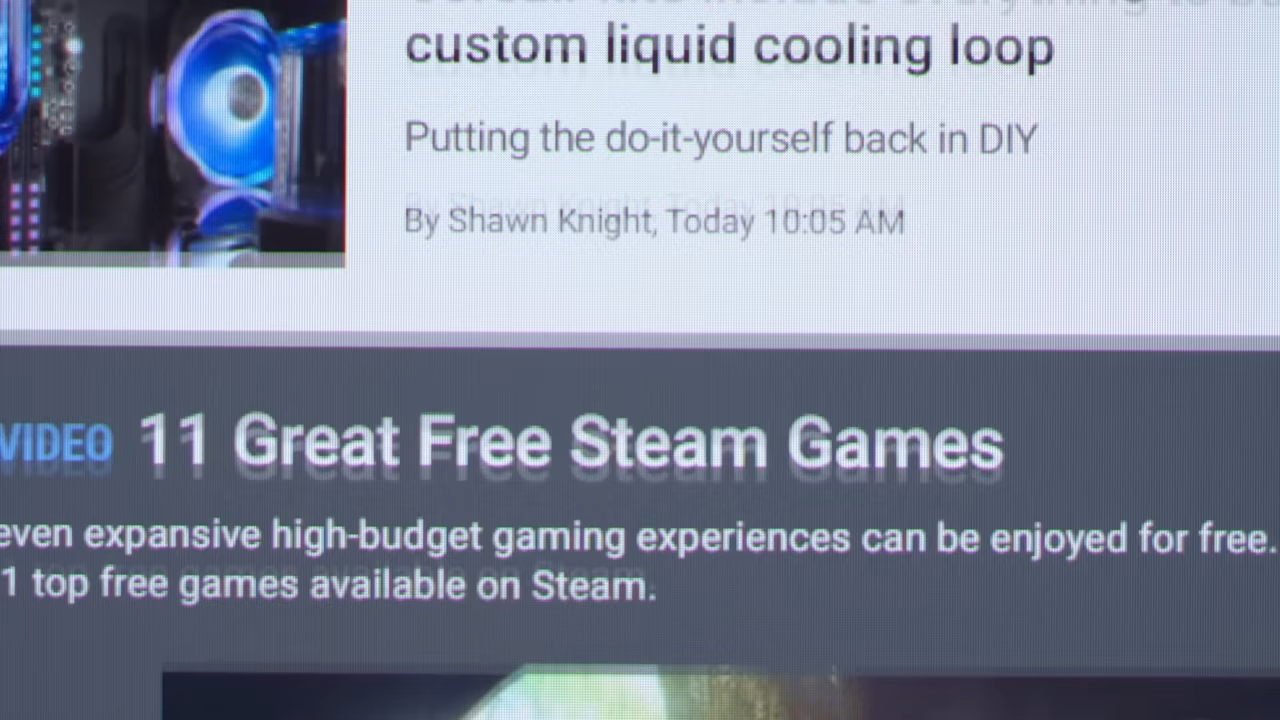 custom liquid cooling loop
Putting the do-it-yourself back in DIY
By Shawn Knight, Today 10:05 AM
VIDEO 11 Great Free Steam Games
even expansive high-budget gaming experiences can be enjoyed for free.
1 top free games available on Steam.